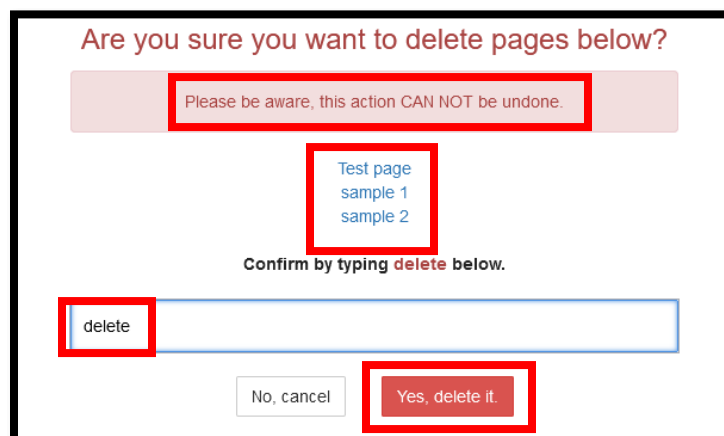 Are you sure you want to delete pages below?
Please be aware, this action CAN NOT be undone.
Test page
sample 1
sample 2
Confirm by typing delete below.
delete
No, cancel
Yes, delete it.